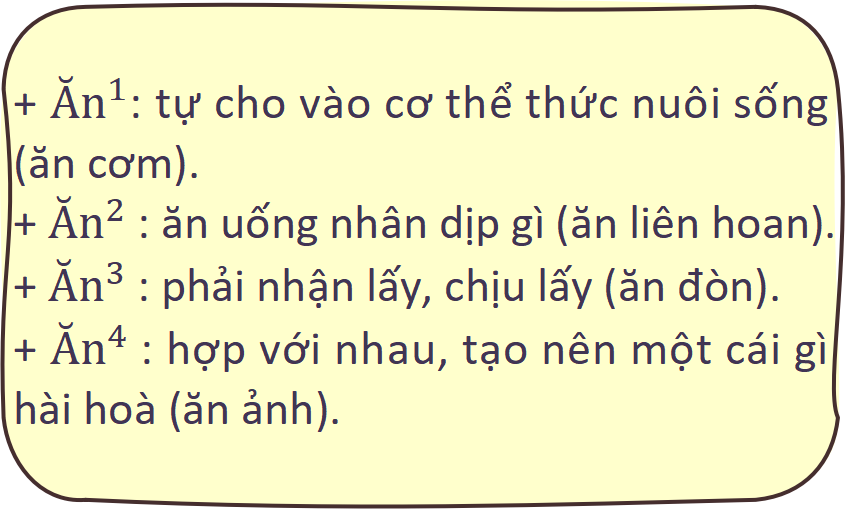 + Ăn¹: tự cho vào cơ thể thức nuôi sống
(ăn cơm).
+ Ăn² : ăn uống nhân dịp gì (ăn liên hoan).
+ Ăn³ : phải nhận lấy, chịu lấy (ăn đòn).
+ Ăn⁴ : hợp với nhau, tạo nên một cái gì
hài hoà (ăn ảnh).